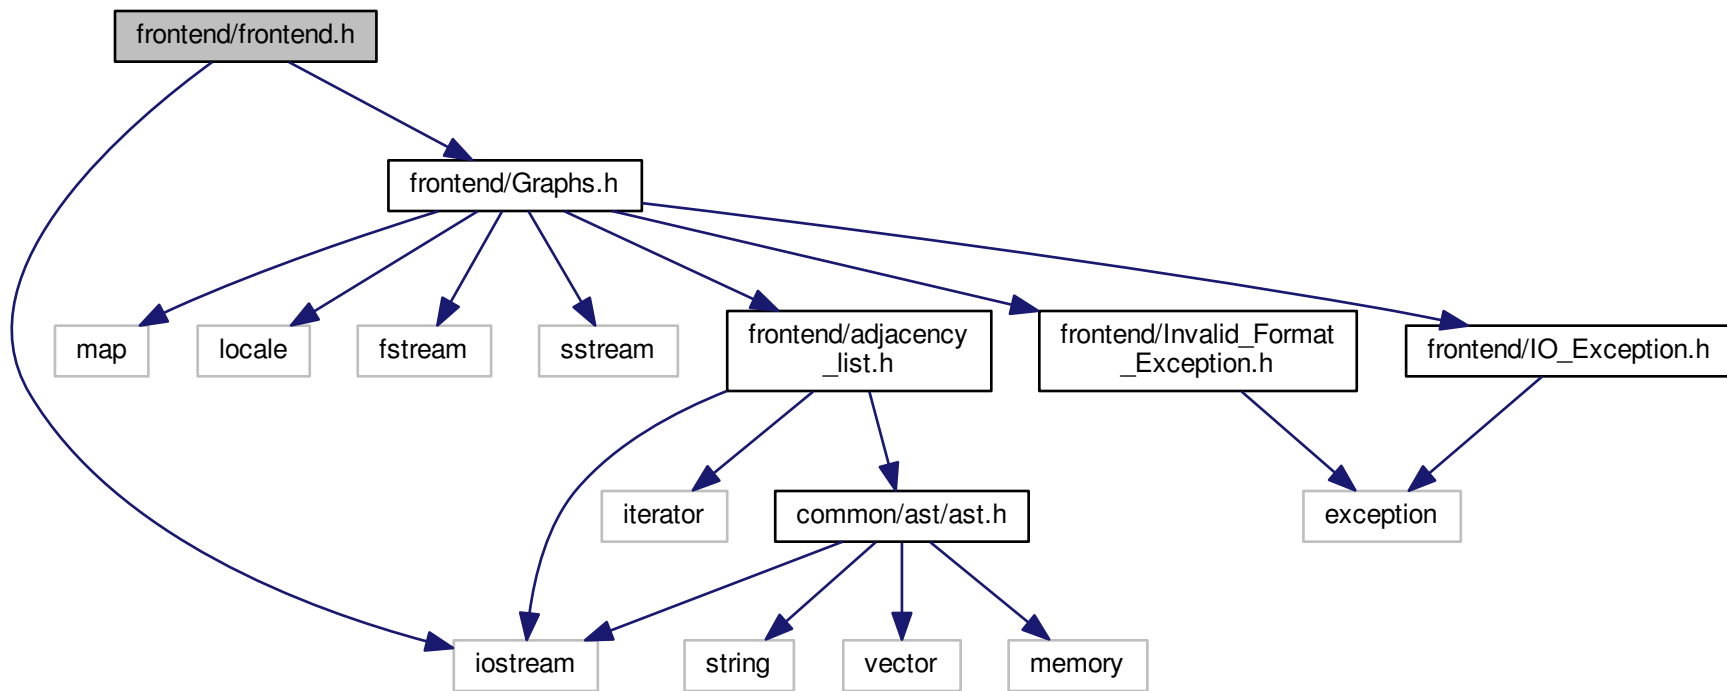 frontend/frontend.h
frontend/Graphs.h
map
locale
fstream
sstream
frontend/adjacency
_list.h
frontend/Invalid_Format
_Exception.h
frontend/IO_Exception.h
iterator
common/ast/ast.h
exception
iostream
string
vector
memory